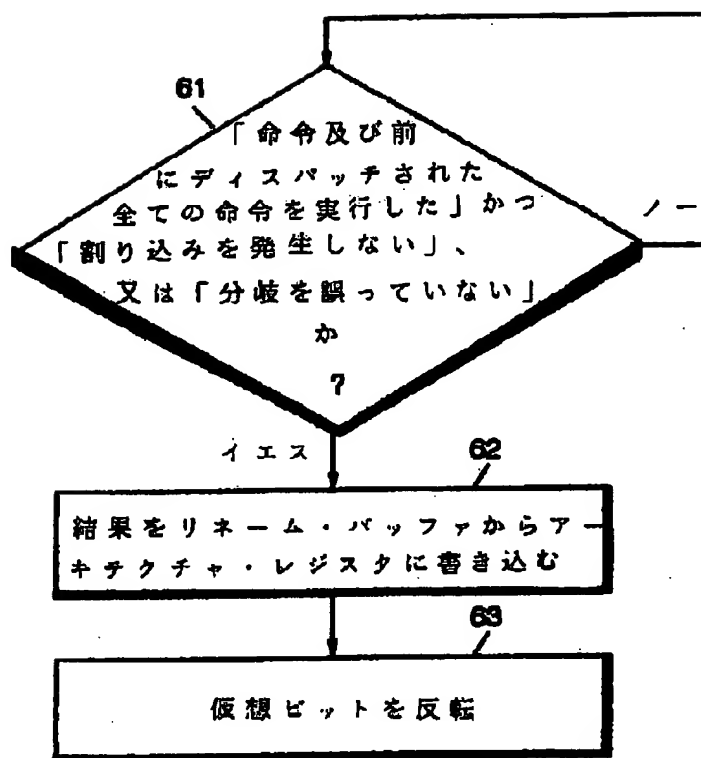 61
「命令及び前
にディスパッチされた
全ての命令を実行した」かつ
「割り込みを発生しない」、
又は「分岐を誤っていない」
か
?
ノー
イエス
62
結果をリネーム・バッファからアー
キテクチャ・レジスタに書き込む
63
仮想ビットを反転